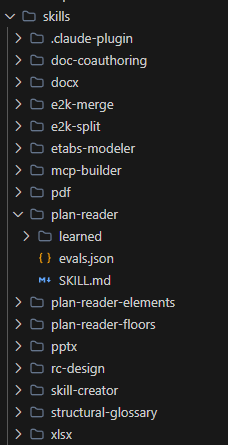 skills
.claude-plugin
doc-coauthoring
docx
e2k-merge
e2k-split
etabs-modeler
mcp-builder
pdf
plan-reader
learned
{} evals.json
M↓ SKILL.md
plan-reader-elements
plan-reader-floors
pptx
rc-design
skill-creator
structural-glossary
xlsx